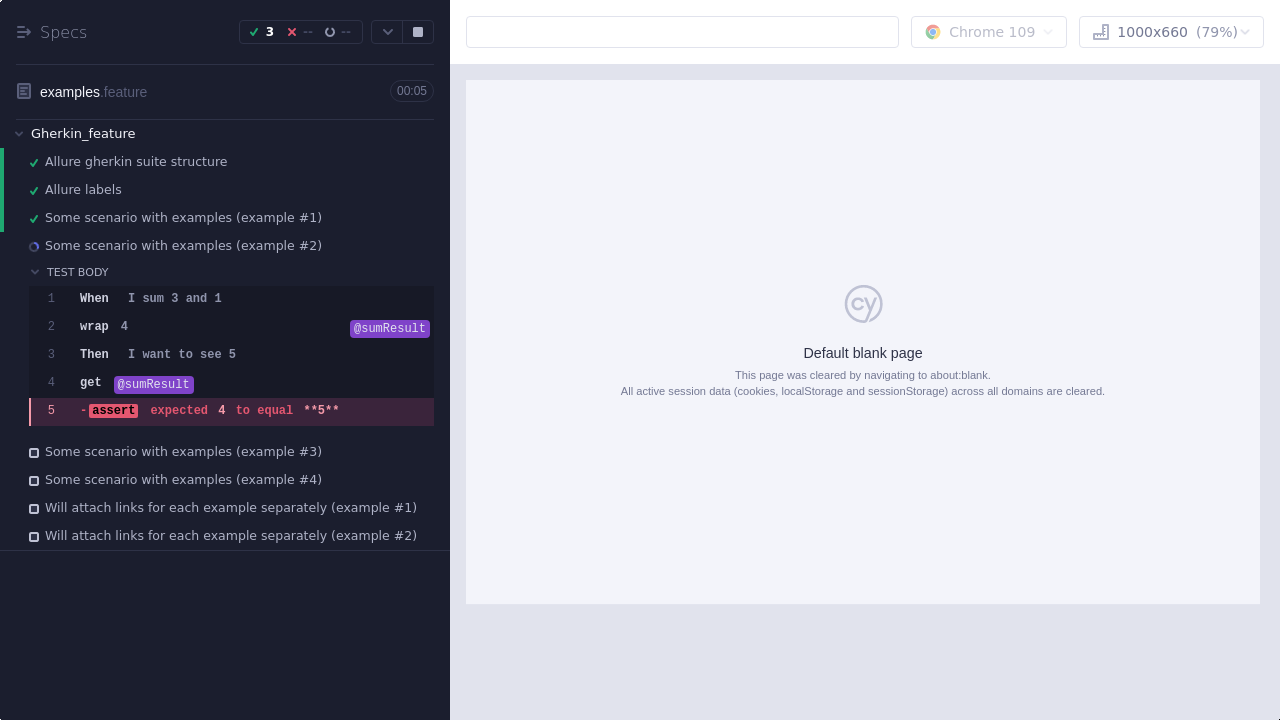 Specs
3 -- --
examples.feature
00:05
Gherkin_feature
Allure gherkin suite structure
Allure labels
Some scenario with examples (example #1)
Some scenario with examples (example #2)
TEST BODY
1 When I sum 3 and 1
2 wrap 4 @sumResult
3 Then I want to see 5
4 get @sumResult
5 -assert expected 4 to equal **5**
Some scenario with examples (example #3)
Some scenario with examples (example #4)
Will attach links for each example separately (example #1)
Will attach links for each example separately (example #2)
Chrome 109
1000x660 (79%)
cy
Default blank page
This page was cleared by navigating to about:blank.
All active session data (cookies, localStorage and sessionStorage) across all domains are cleared.